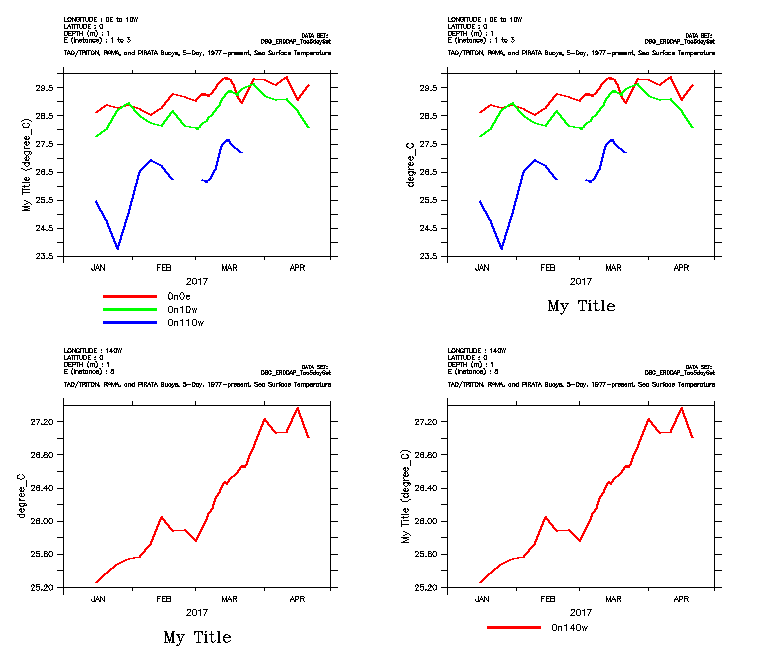 LONGITUDE : 0E to 10W
LATITUDE : 0
DEPTH (m) : 1
E (Instance) : 1 to 3
DATA SET:
TAO/TRITON, RAMA, and PIRATA Buoys, 5-Day, 1977-present, Sea Surface Temperature
My Title (degree_C)
29.5
28.5
27.5
26.5
25.5
24.5
23.5
JAN FEB MAR APR
2017
0n0e
0n10w
0n110w
LONGITUDE : 0E to 10W
LATITUDE : 0
DEPTH (m) : 1
E (Instance) : 1 to 3
DATA SET:
TAO/TRITON, RAMA, and PIRATA Buoys, 5-Day, 1977-present, Sea Surface Temperature
degree_C
29.5
28.5
27.5
26.5
25.5
24.5
23.5
JAN FEB MAR APR
2017
My Title
LONGITUDE : 140W
LATITUDE : 0
DEPTH (m) : 1
E (Instance) : 8
DATA SET:
TAO/TRITON, RAMA, and PIRATA Buoys, 5-Day, 1977-present, Sea Surface Temperature
degree_C
27.20
26.80
26.40
26.00
25.60
25.20
JAN FEB MAR APR
2017
My Title
LONGITUDE : 140W
LATITUDE : 0
DEPTH (m) : 1
E (Instance) : 8
DATA SET:
TAO/TRITON, RAMA, and PIRATA Buoys, 5-Day, 1977-present, Sea Surface Temperature
My Title (degree_C)
27.20
26.80
26.40
26.00
25.60
25.20
JAN FEB MAR APR
2017
0n140w